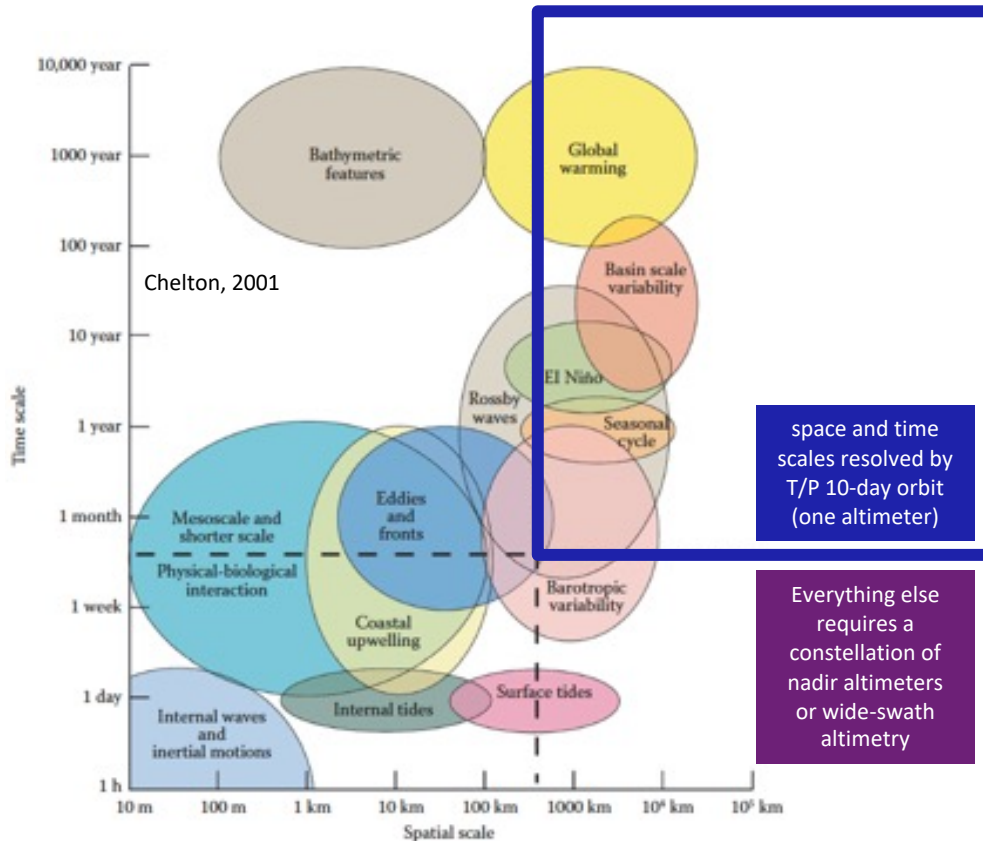 10,000 year
1000 year
100 year
10 year
1 year
1 month
1 week
1 day
1 h
Time scale
10 m
100 m
1 km
10 km
100 km
1000 km
10⁴ km
10⁵ km
Spatial scale
Chelton, 2001
Bathymetric
features
Global
warming
Basin scale
variability
El Niño
Rossby
waves
Seasonal
cycle
Mesoscale and
shorter scale
Physical-biological
interaction
Eddies
and
fronts
Coastal
upwelling
Barotropic
variability
Internal waves
and
inertial motions
Internal tides
Surface tides
space and time
scales resolved by
T/P 10-day orbit
(one altimeter)
Everything else
requires a
constellation of
nadir altimeters
or wide-swath
altimetry